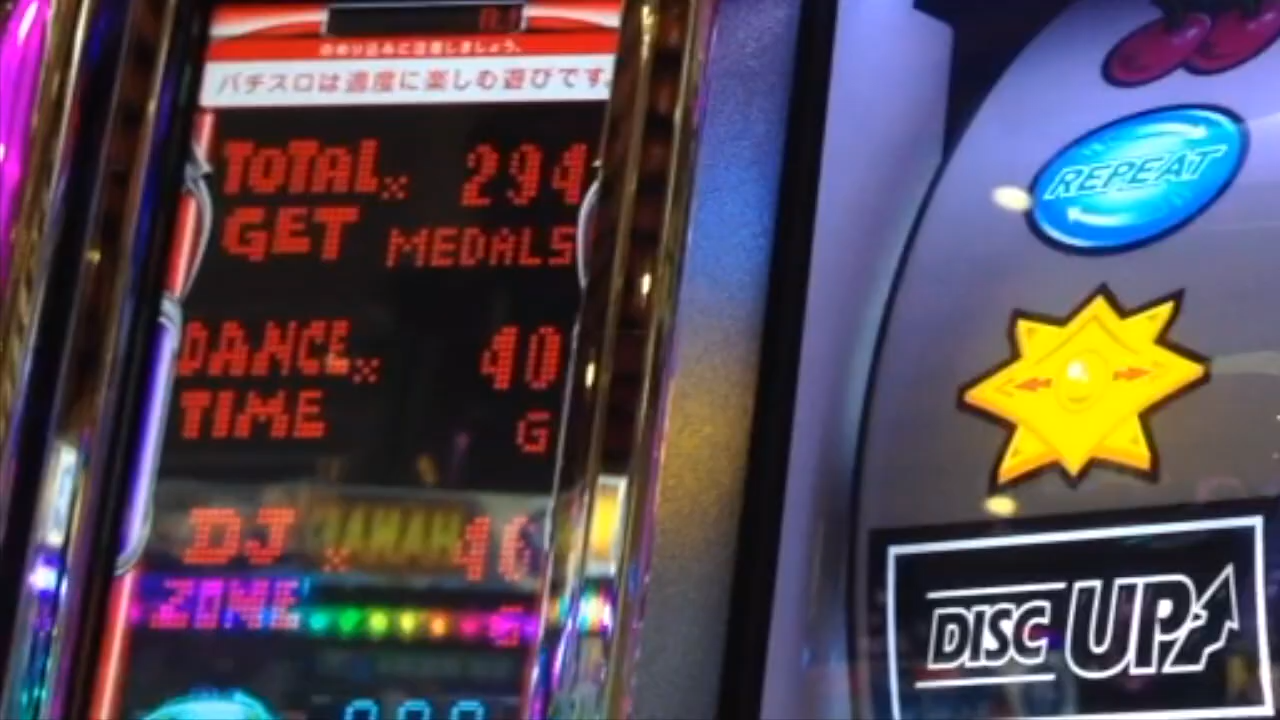 のめり込みに注意しましょう。
パチスロは適度に楽しむ遊びです。
TOTAL× 294
GET MEDALS
DANCE× 40
TIME G
DJ ×
ZONE G
REPEAT
DISC UP